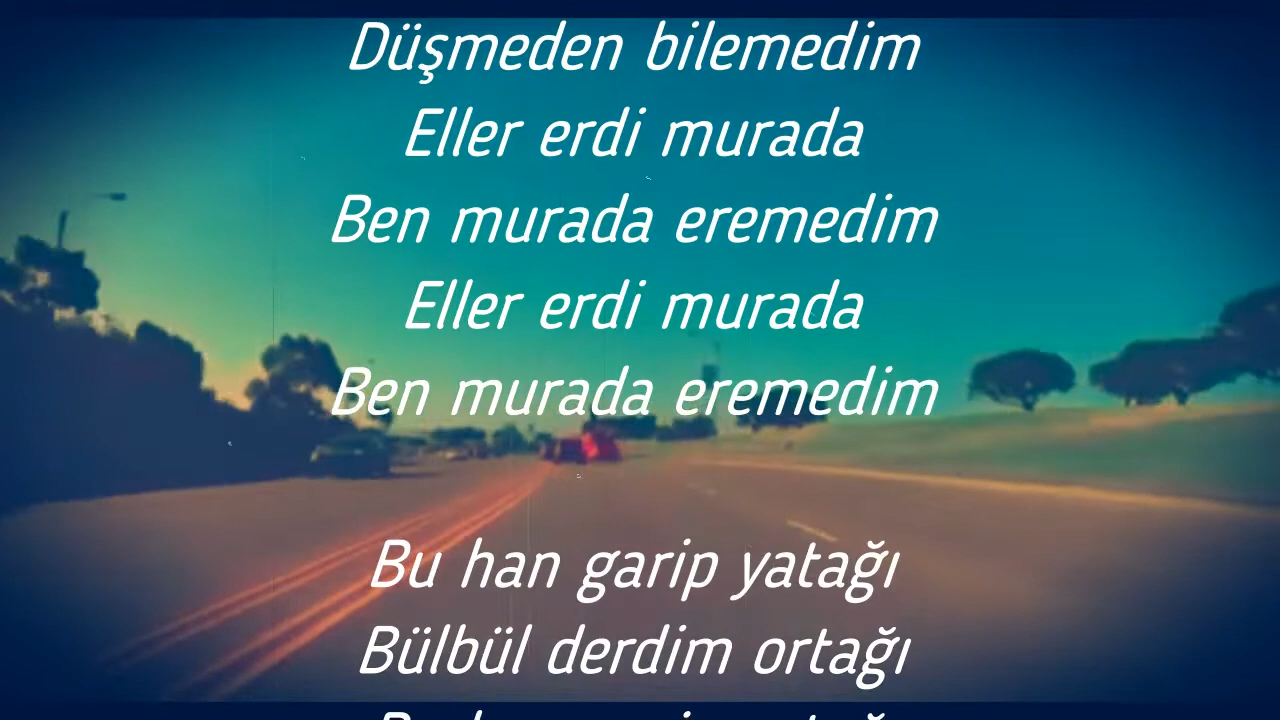 Düşmeden bilemedim
Eller erdi murada
Ben murada eremedim
Eller erdi murada
Ben murada eremedim
Bu han garip yatağı
Bülbül derdim ortağı